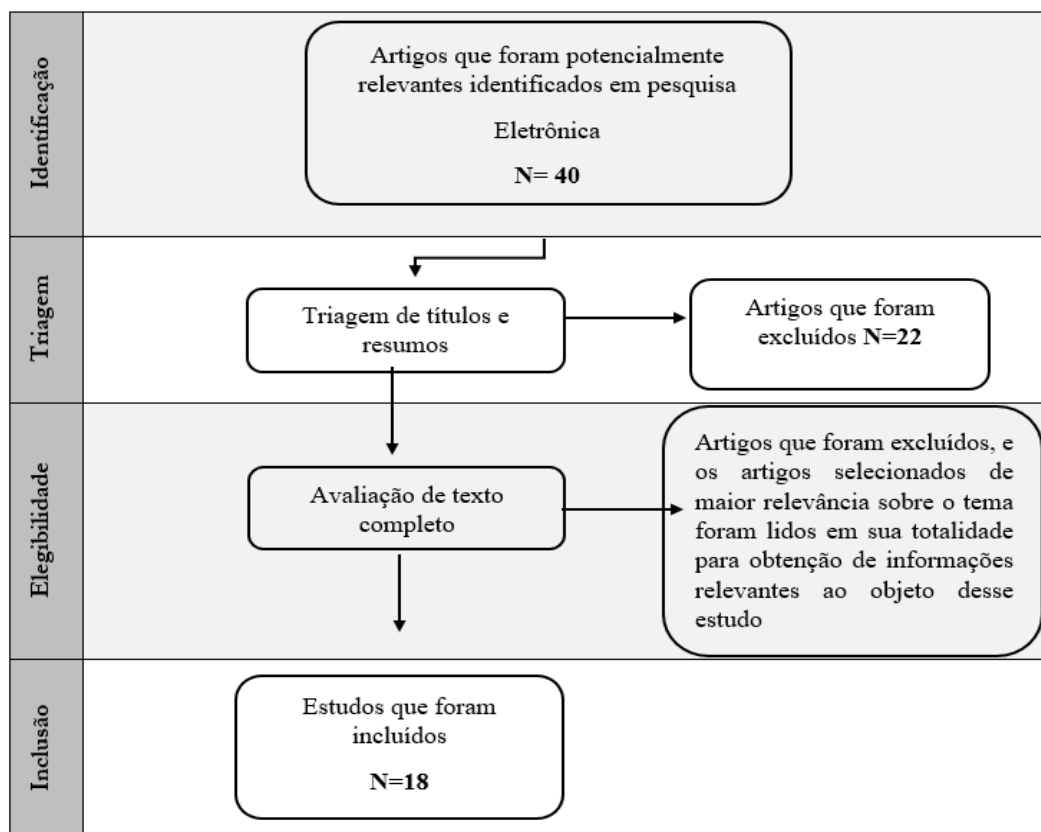 Identificação
Artigos que foram potencialmente
relevantes identificados em pesquisa
Eletrônica
N= 40
Triagem
Triagem de títulos e
resumos
Artigos que foram
excluídos N=22
Elegibilidade
Avaliação de texto
completo
Artigos que foram excluídos, e
os artigos selecionados de
maior relevância sobre o tema
foram lidos em sua totalidade
para obtenção de informações
relevantes ao objeto desse
estudo
Inclusão
Estudos que foram
incluídos
N=18